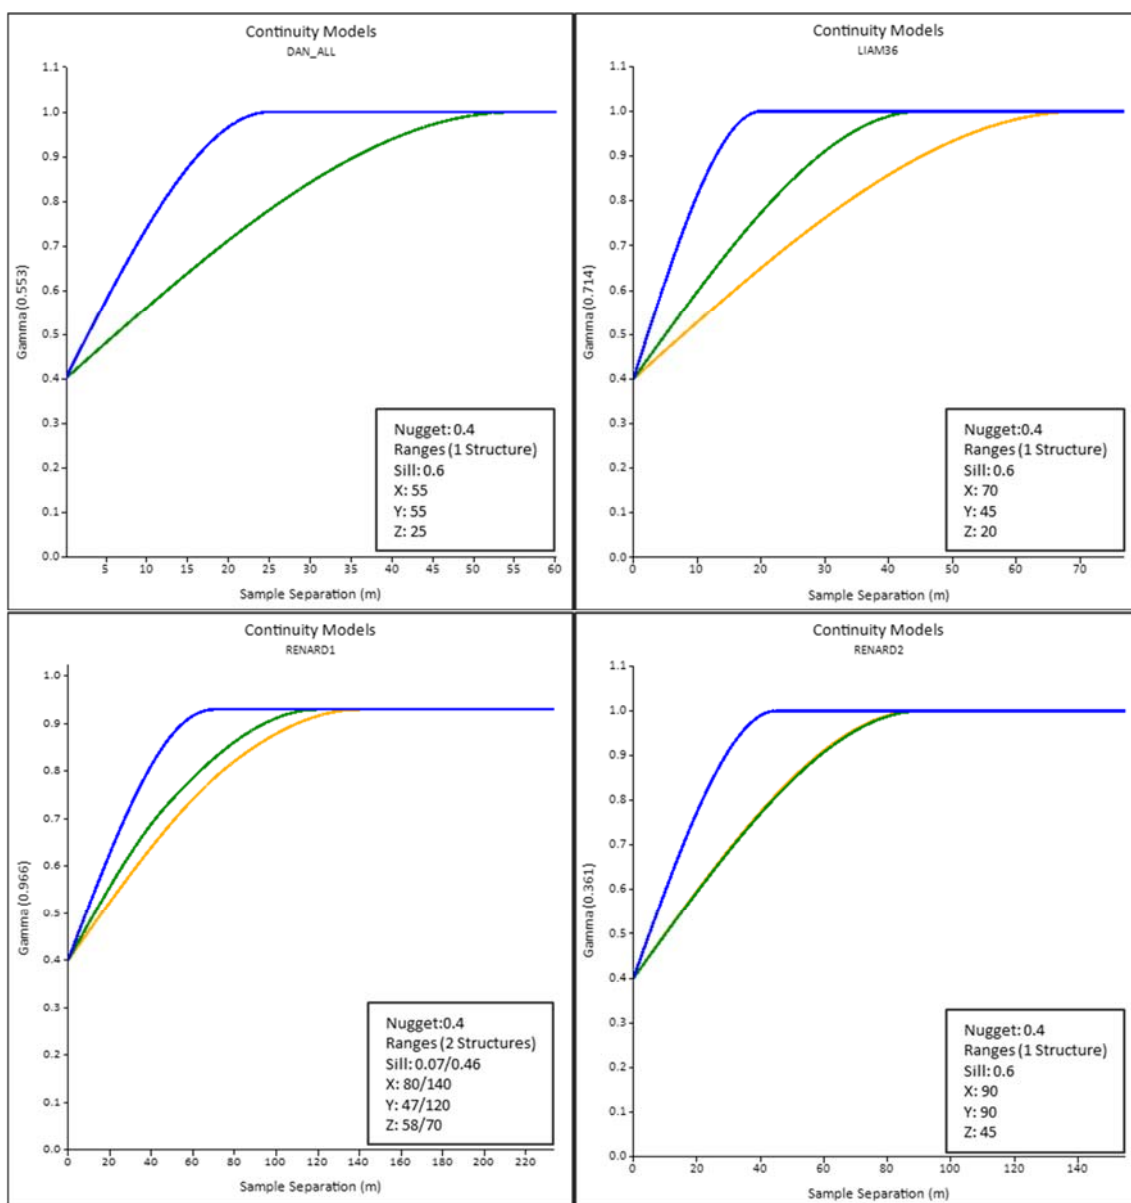 Continuity Models
DAN_ALL
1.1
1.0
0.9
0.8
0.7
0.6
0.5
0.4
0.3
0.2
0.1
0.0
Gamma (0.553)
Nugget: 0.4
Ranges (1 Structure)
Sill: 0.6
X: 55
Y: 55
Z: 25
5 10 15 20 25 30 35 40 45 50 55 60
Sample Separation (m)
Continuity Models
LIAM36
1.1
1.0
0.9
0.8
0.7
0.6
0.5
0.4
0.3
0.2
0.1
0.0
Gamma (0.714)
Nugget:0.4
Ranges (1 Structure)
Sill: 0.6
X: 70
Y: 45
Z: 20
0 10 20 30 40 50 60 70
Sample Separation (m)
Continuity Models
RENARD1
1.0
0.9
0.8
0.7
0.6
0.5
0.4
0.3
0.2
0.1
0.0
Gamma (0.966)
Nugget:0.4
Ranges (2 Structures)
Sill: 0.07/0.46
X: 80/140
Y: 47/120
Z: 58/70
0 20 40 60 80 100 120 140 160 180 200 220
Sample Separation (m)
Continuity Models
RENARD2
1.1
1.0
0.9
0.8
0.7
0.6
0.5
0.4
0.3
0.2
0.1
0.0
Gamma (0.361)
Nugget:0.4
Ranges (1 Structure)
Sill: 0.6
X: 90
Y: 90
Z: 45
0 20 40 60 80 100 120 140
Sample Separation (m)